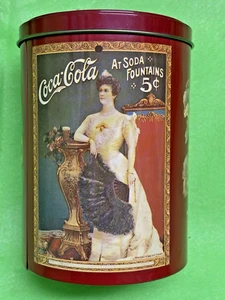 Coca-Cola
AT SODA
FOUNTAINS
5¢